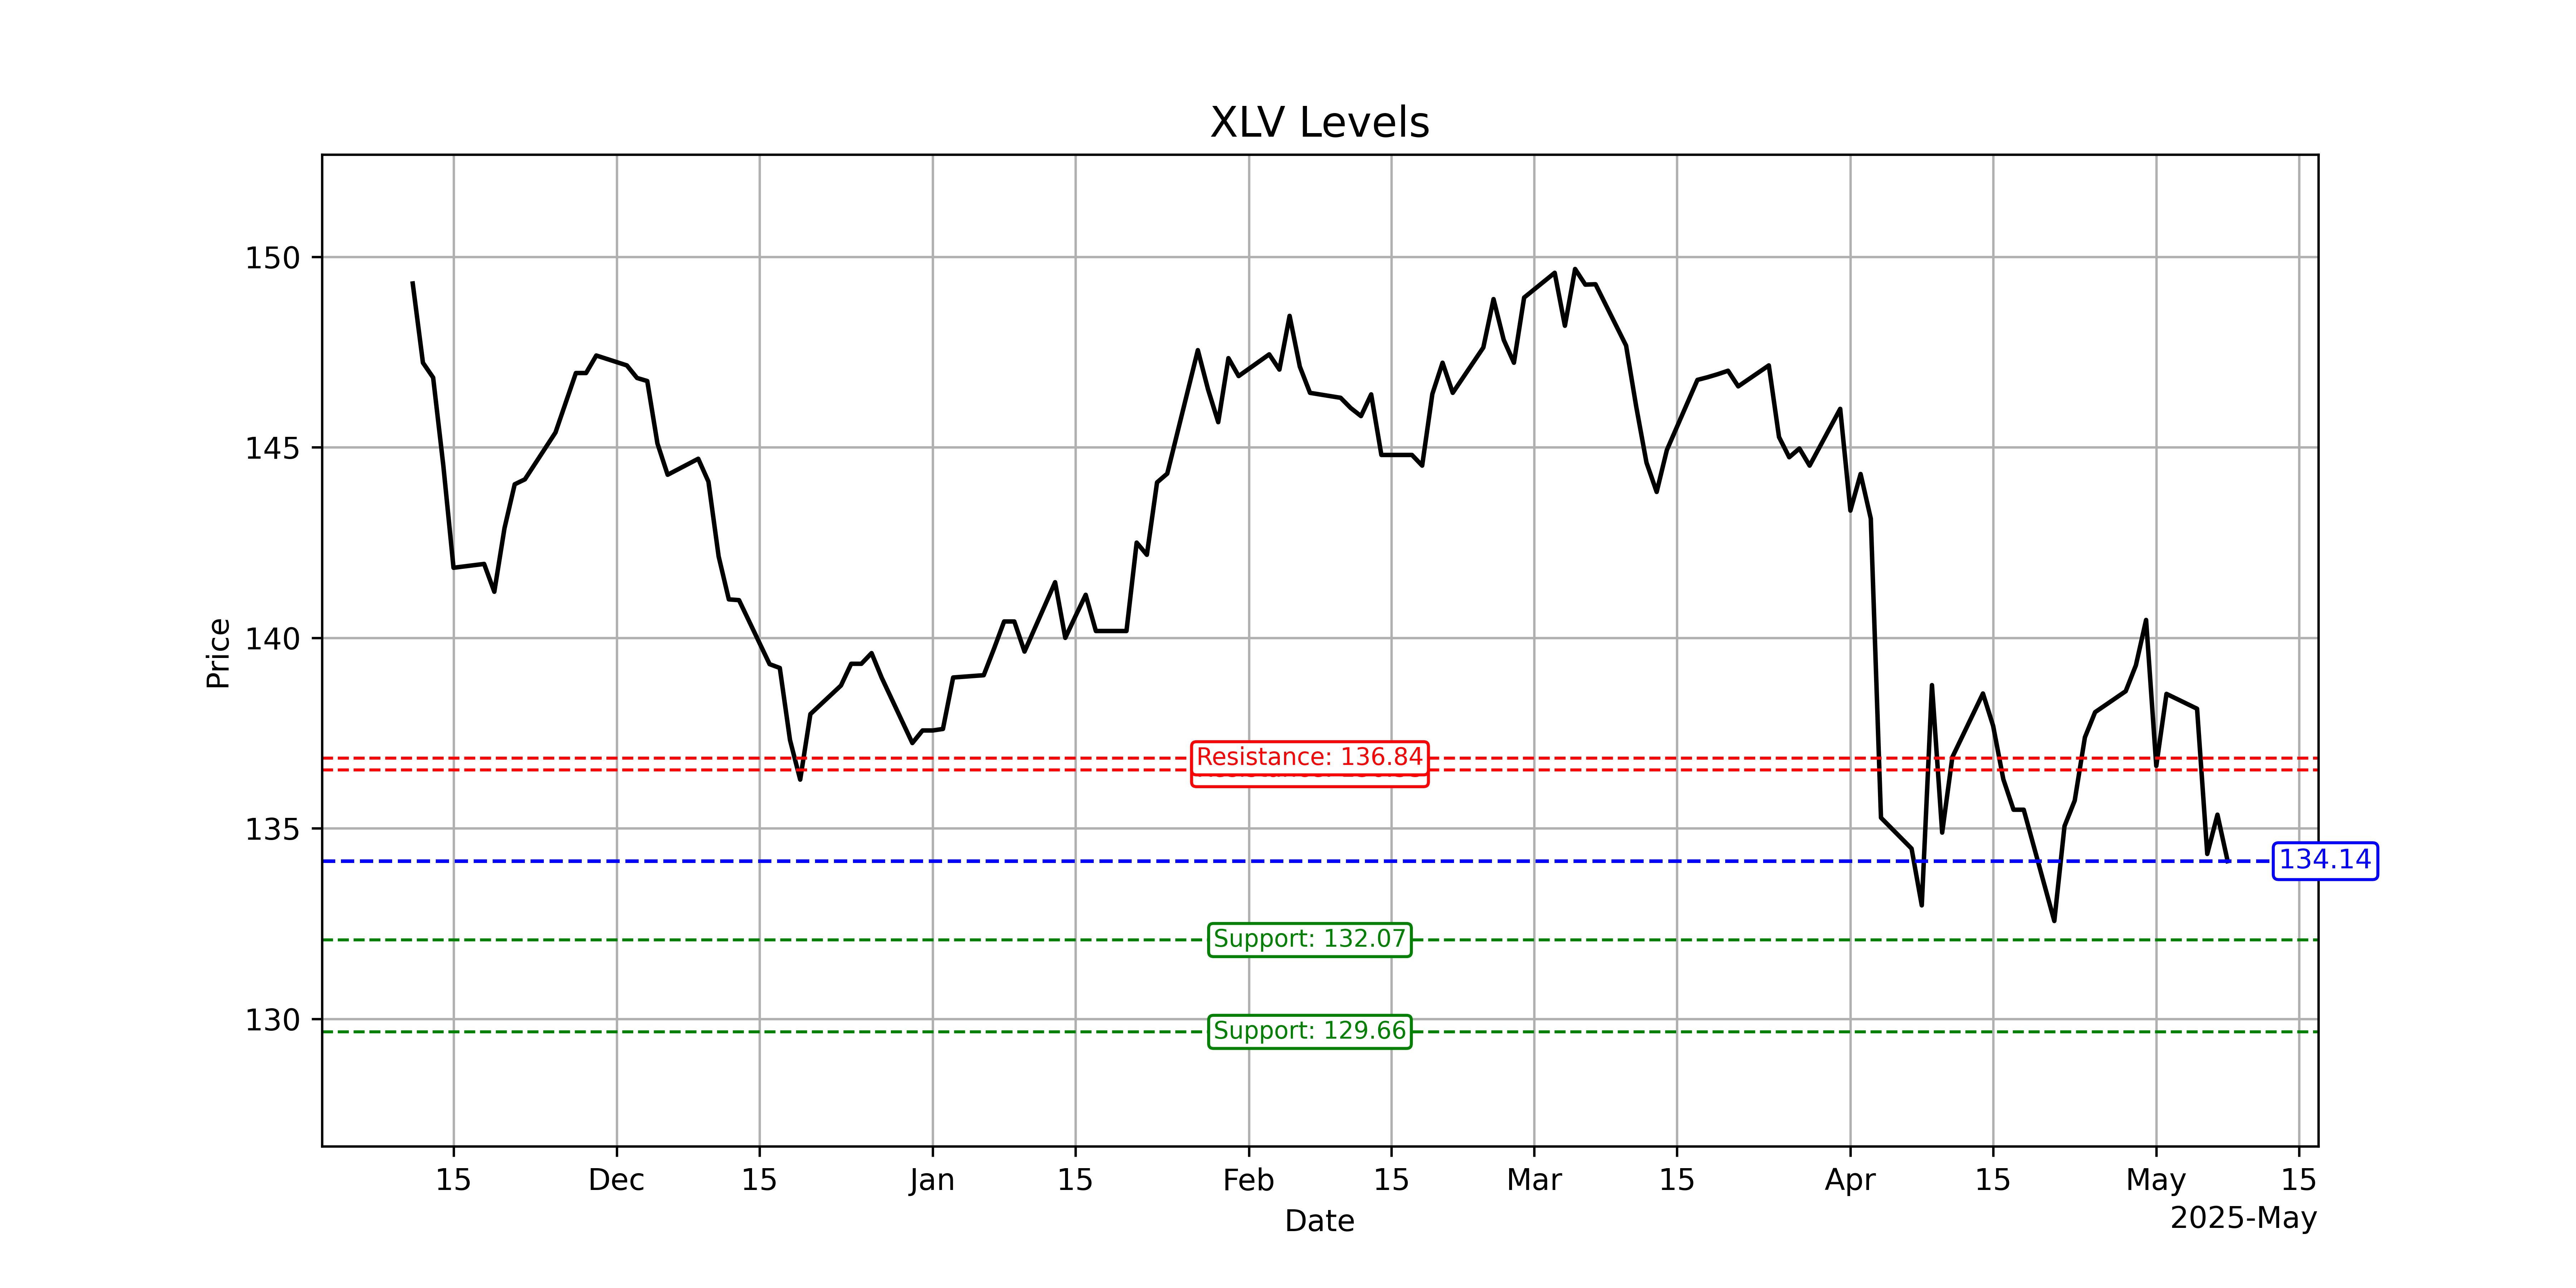 XLV Levels
150
145
140
135
130
Price
Resistance: 136.84
134.14
Support: 132.07
Support: 129.66
15 Dec 15 Jan 15 Feb 15 Mar 15 Apr 15 May 15
Date
2025-May